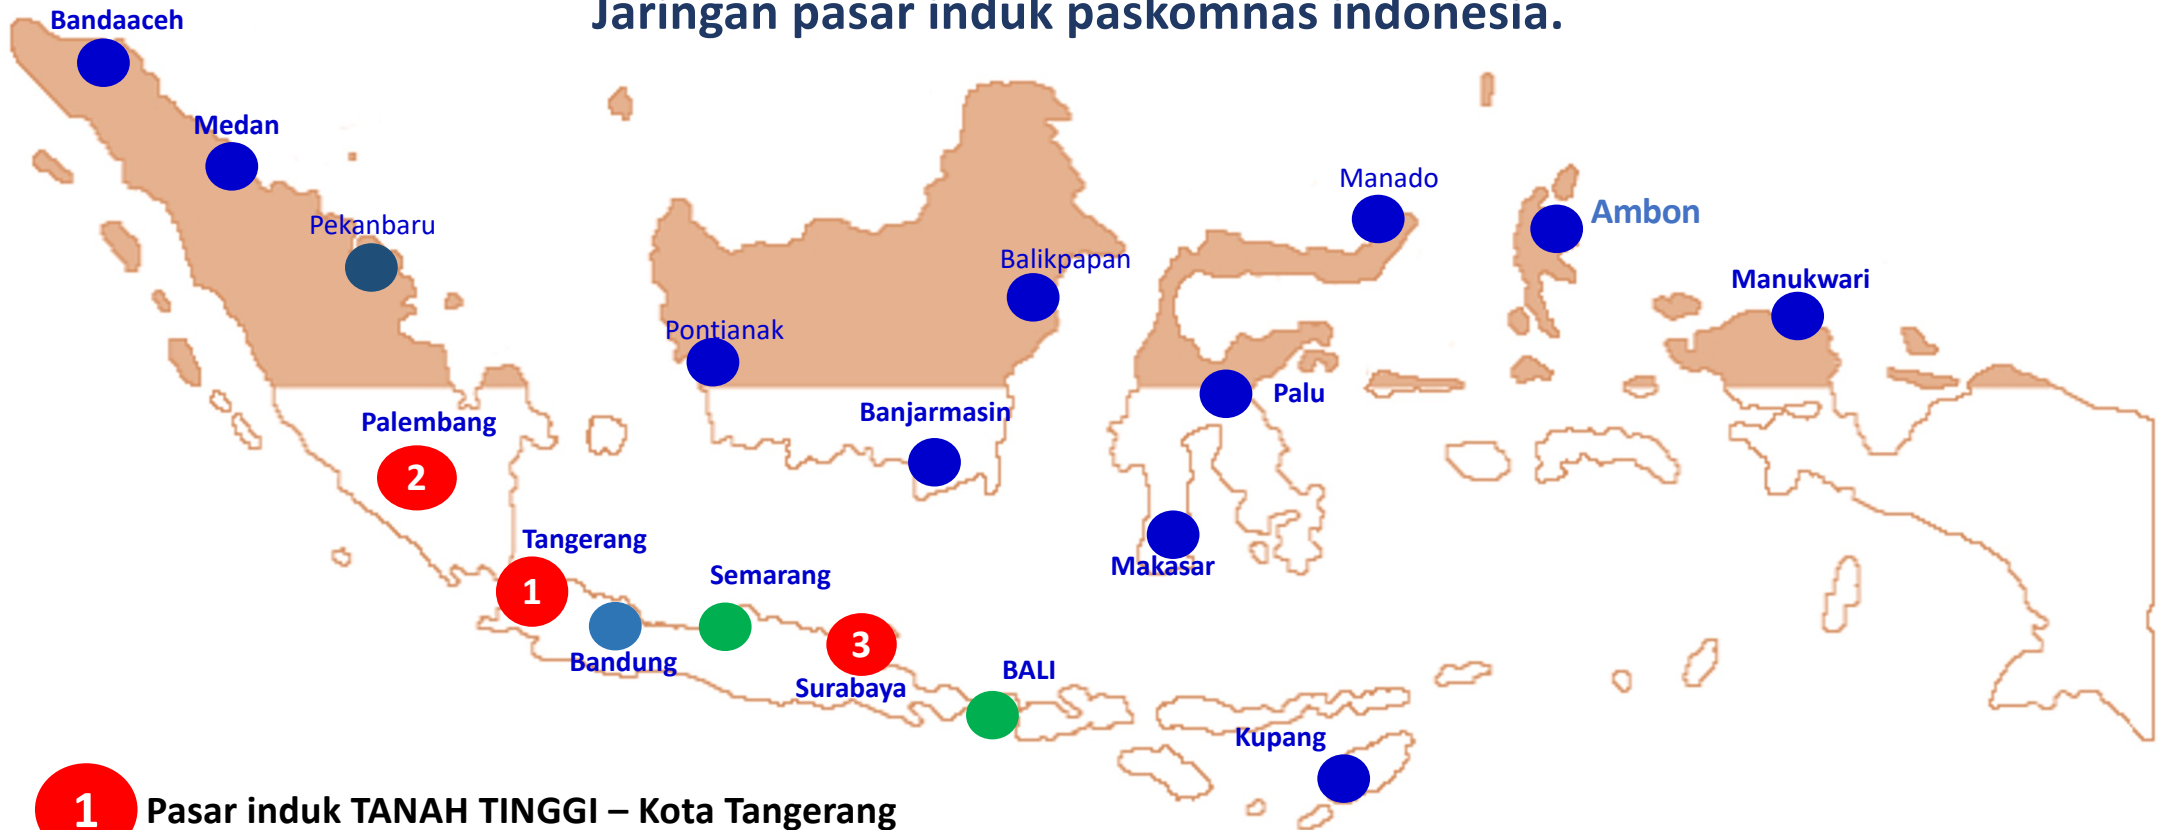 Jaringan pasar induk paskomnas indonesia.
Bandaaceh
Medan
Pekanbaru
Manado
Ambon
Balikpapan
Manukwari
Pontianak
Palu
Banjarmasin
Palembang
2
Tangerang
1
Makasar
Semarang
3
Bandung
BALI
Surabaya
Kupang
1 Pasar induk TANAH TINGGI – Kota Tangerang